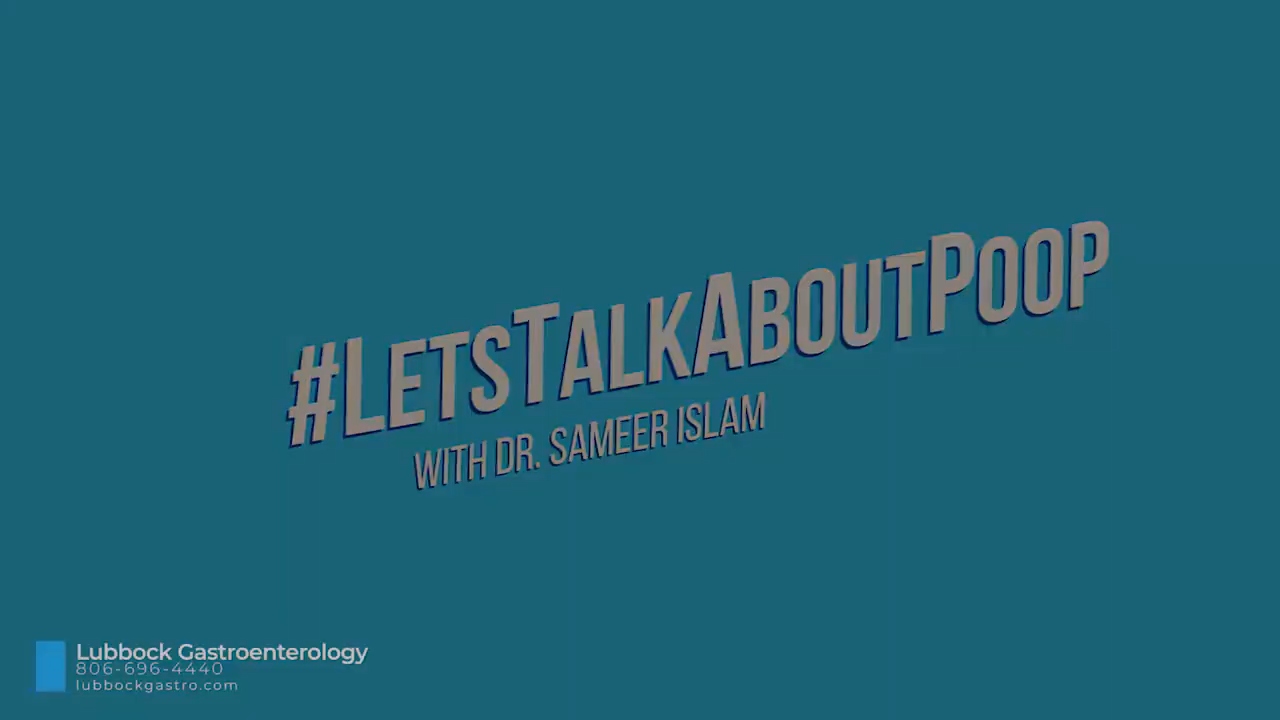 #LetsTalkAboutPoop
WITH DR. SAMEER ISLAM
Lubbock Gastroenterology
806-696-4440
lubbockgastro.com